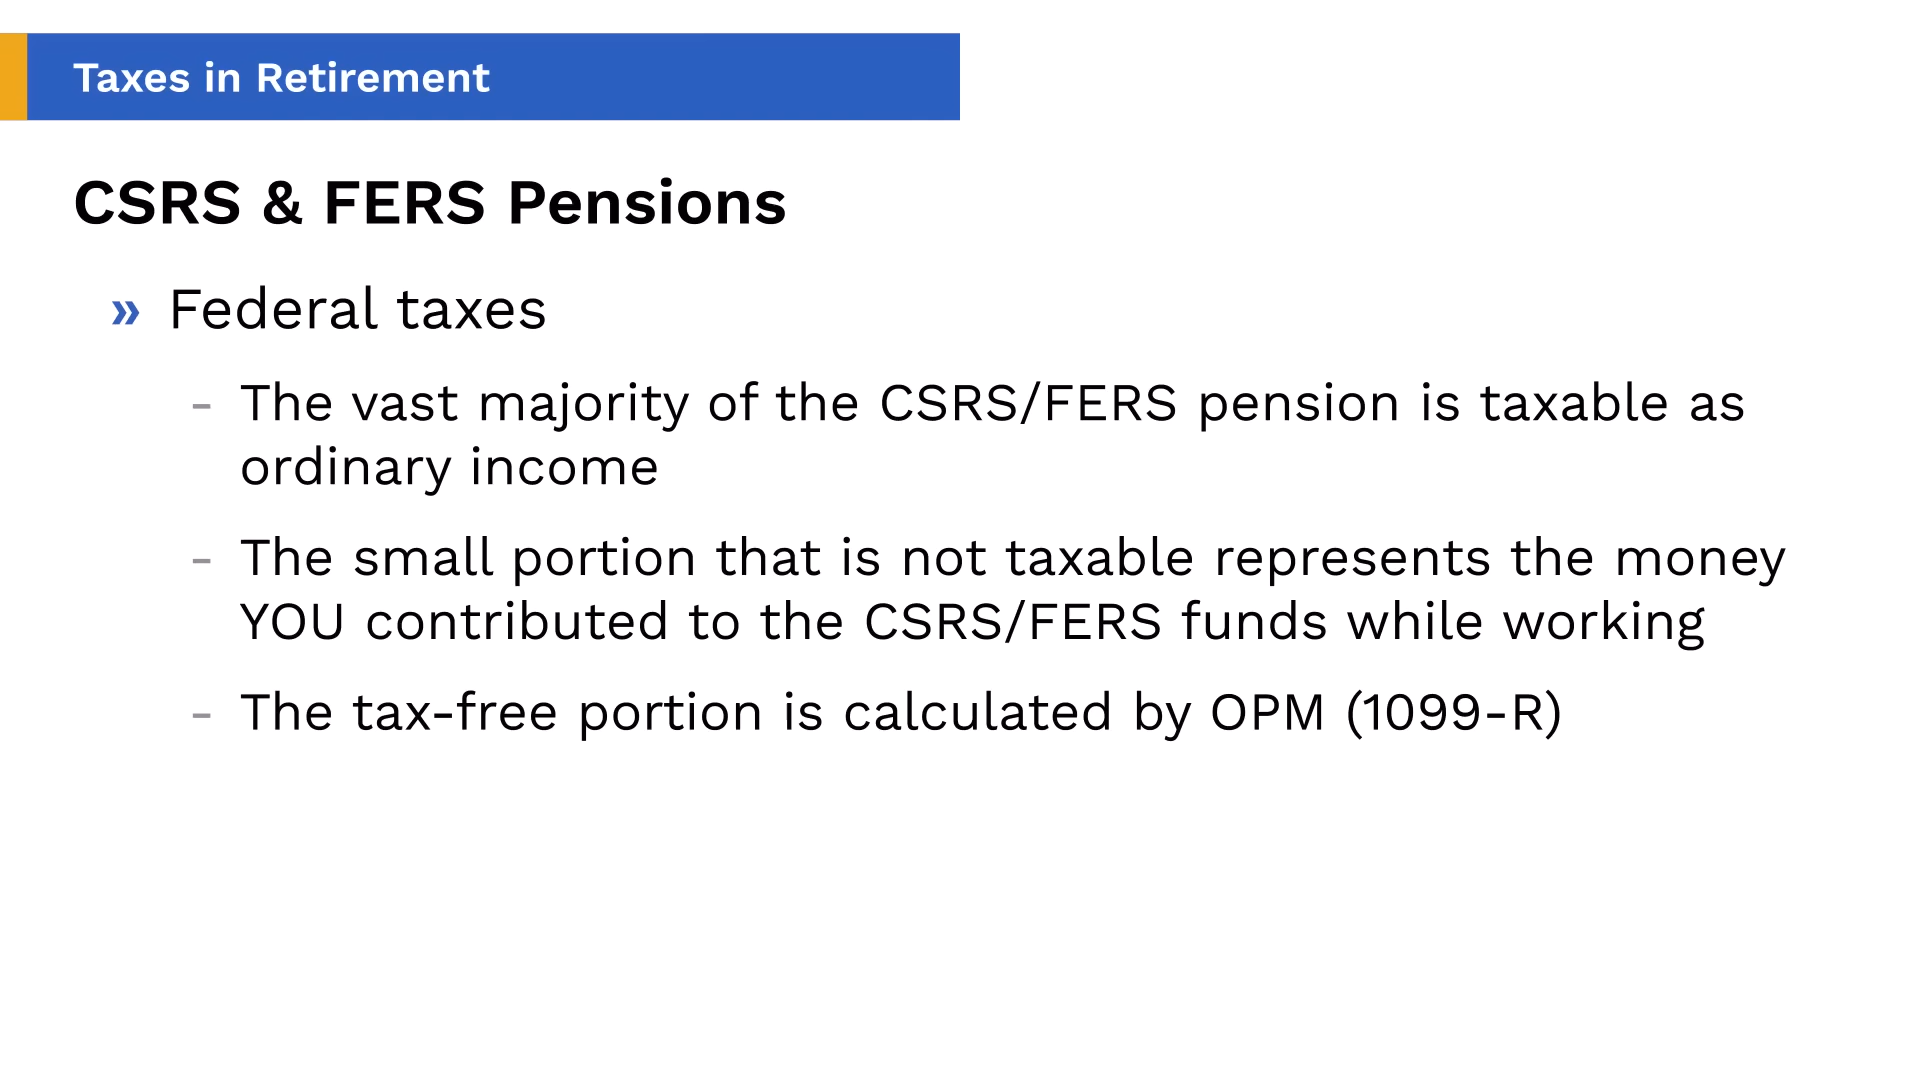 Taxes in Retirement
CSRS & FERS Pensions
» Federal taxes
- The vast majority of the CSRS/FERS pension is taxable as
ordinary income
- The small portion that is not taxable represents the money
YOU contributed to the CSRS/FERS funds while working
- The tax-free portion is calculated by OPM (1099-R)